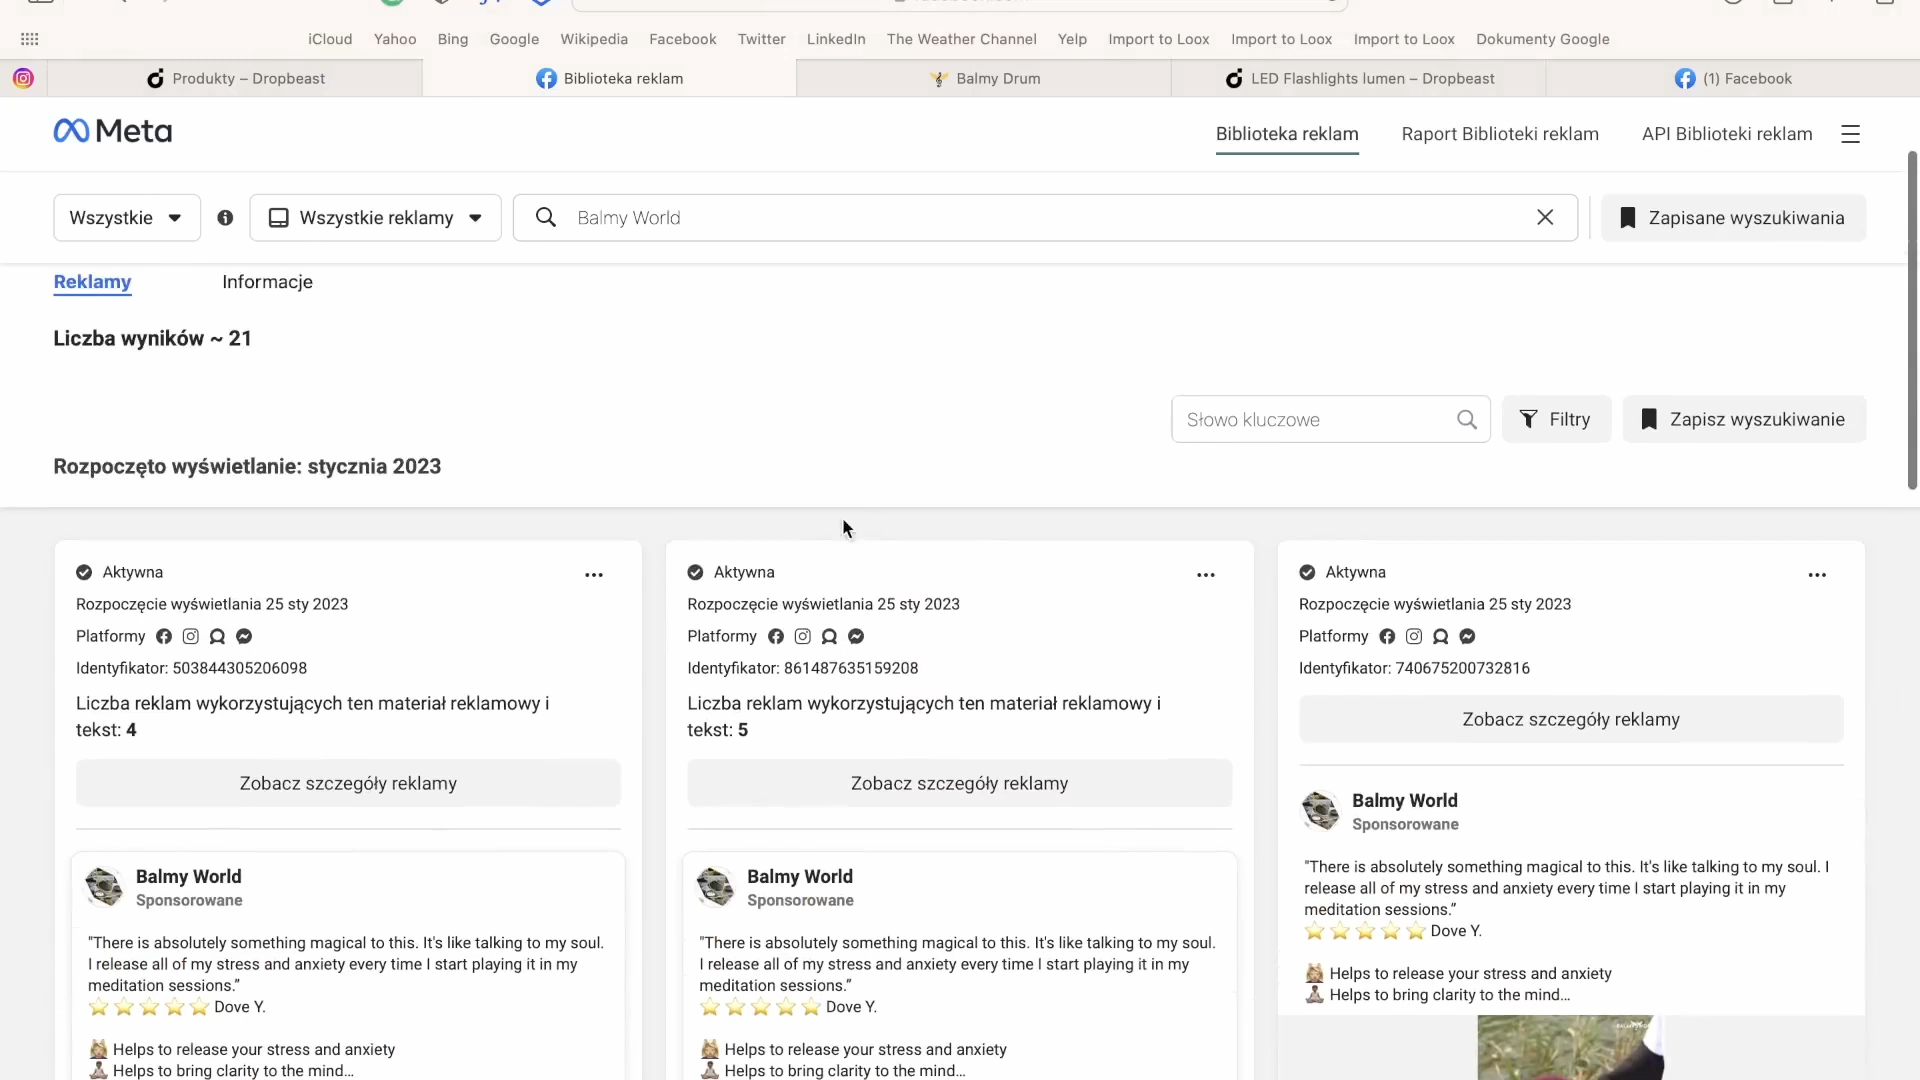 iCloud Yahoo Bing Google Wikipedia Facebook Twitter LinkedIn The Weather Channel Yelp Import to Loox Import to Loox Import to Loox Dokumenty Google
Produkty – Dropbeast Biblioteka reklam Balmy Drum LED Flashlights lumen – Dropbeast (1) Facebook
Meta Biblioteka reklam Raport Biblioteki reklam API Biblioteki reklam
Wszystkie Wszystkie reklamy Balmy World Zapisane wyszukiwania
Reklamy Informacje
Liczba wyników ~ 21
Słowo kluczowe Filtry Zapisz wyszukiwanie
Rozpoczęto wyświetlanie: stycznia 2023
Aktywna
Rozpoczęcie wyświetlania 25 sty 2023
Platformy
Identyfikator: 503844305206098
Liczba reklam wykorzystujących ten materiał reklamowy i
tekst: 4
Zobacz szczegóły reklamy
Balmy World
Sponsorowane
"There is absolutely something magical to this. It's like talking to my soul.
I release all of my stress and anxiety every time I start playing it in my
meditation sessions.”
⭐⭐⭐⭐⭐ Dove Y.
Helps to release your stress and anxiety
Helps to bring clarity to the mind...
Aktywna
Rozpoczęcie wyświetlania 25 sty 2023
Platformy
Identyfikator: 861487635159208
Liczba reklam wykorzystujących ten materiał reklamowy i
tekst: 5
Zobacz szczegóły reklamy
Balmy World
Sponsorowane
"There is absolutely something magical to this. It's like talking to my soul.
I release all of my stress and anxiety every time I start playing it in my
meditation sessions.”
⭐⭐⭐⭐⭐ Dove Y.
Helps to release your stress and anxiety
Helps to bring clarity to the mind...
Aktywna
Rozpoczęcie wyświetlania 25 sty 2023
Platformy
Identyfikator: 740675200732816
Zobacz szczegóły reklamy
Balmy World
Sponsorowane
"There is absolutely something magical to this. It's like talking to my soul. I
release all of my stress and anxiety every time I start playing it in my
meditation sessions.”
⭐⭐⭐⭐⭐ Dove Y.
Helps to release your stress and anxiety
Helps to bring clarity to the mind...